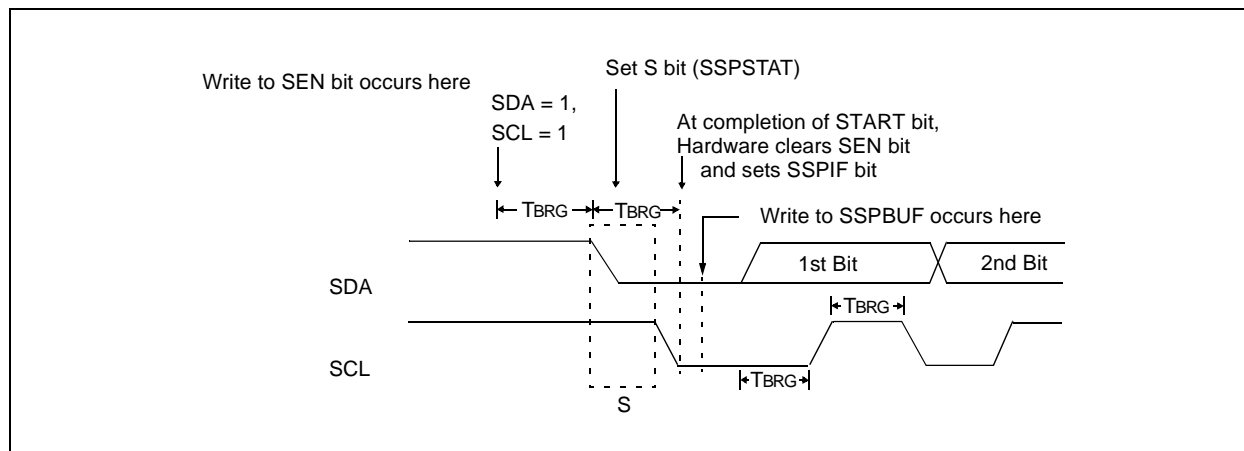 Write to SEN bit occurs here
Set S bit (SSPSTAT)
SDA = 1,
SCL = 1
At completion of START bit,
Hardware clears SEN bit
and sets SSPIF bit
TBRG
TBRG
Write to SSPBUF occurs here
SDA
1st Bit
2nd Bit
TBRG
SCL
TBRG
S